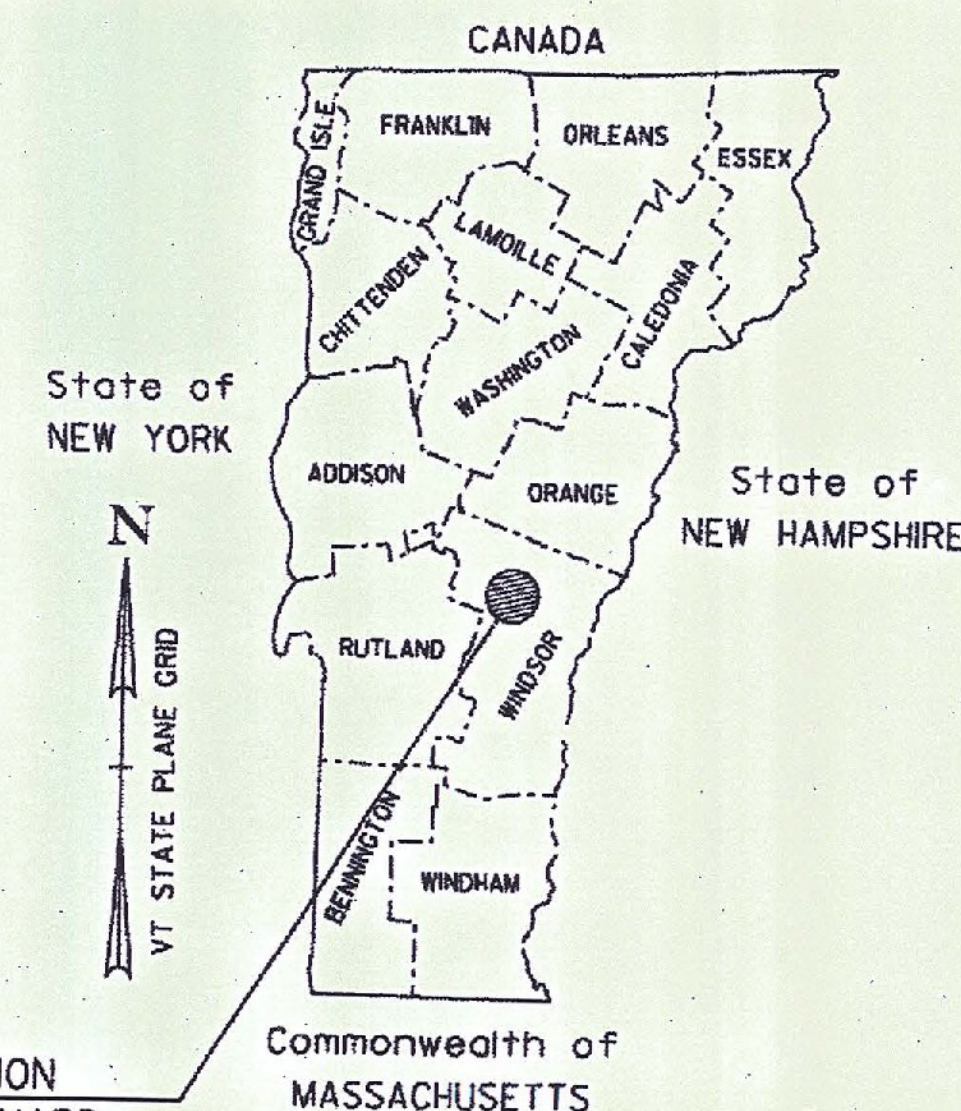 CANADA
GRAND ISLE
FRANKLIN
ORLEANS
ESSEX
LAMOILLE
CHITTENDEN
CALEDONIA
WASHINGTON
State of
NEW YORK
ADDISON
ORANGE
State of
NEW HAMPSHIRE
N
VT STATE PLANE GRID
RUTLAND
WINDSOR
BENNINGTON
WINDHAM
Commonwealth of
MASSACHUSETTS